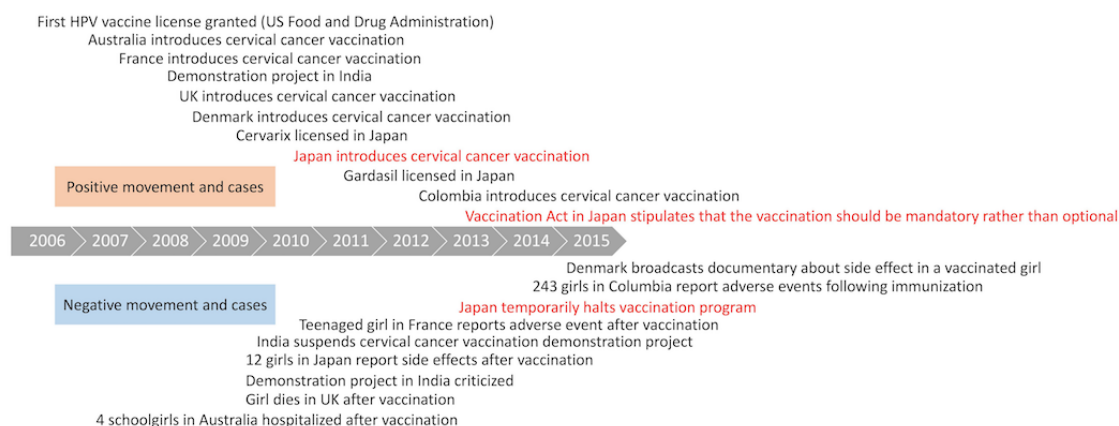 First HPV vaccine license granted (US Food and Drug Administration)
Australia introduces cervical cancer vaccination
France introduces cervical cancer vaccination
Demonstration project in India
UK introduces cervical cancer vaccination
Denmark introduces cervical cancer vaccination
Cervarix licensed in Japan
Japan introduces cervical cancer vaccination
Gardasil licensed in Japan
Positive movement and cases
Colombia introduces cervical cancer vaccination
Vaccination Act in Japan stipulates that the vaccination should be mandatory rather than optional
2006 2007 2008 2009 2010 2011 2012 2013 2014 2015
Denmark broadcasts documentary about side effect in a vaccinated girl
243 girls in Columbia report adverse events following immunization
Negative movement and cases
Japan temporarily halts vaccination program
Teenaged girl in France reports adverse event after vaccination
India suspends cervical cancer vaccination demonstration project
12 girls in Japan report side effects after vaccination
Demonstration project in India criticized
Girl dies in UK after vaccination
4 schoolgirls in Australia hospitalized after vaccination